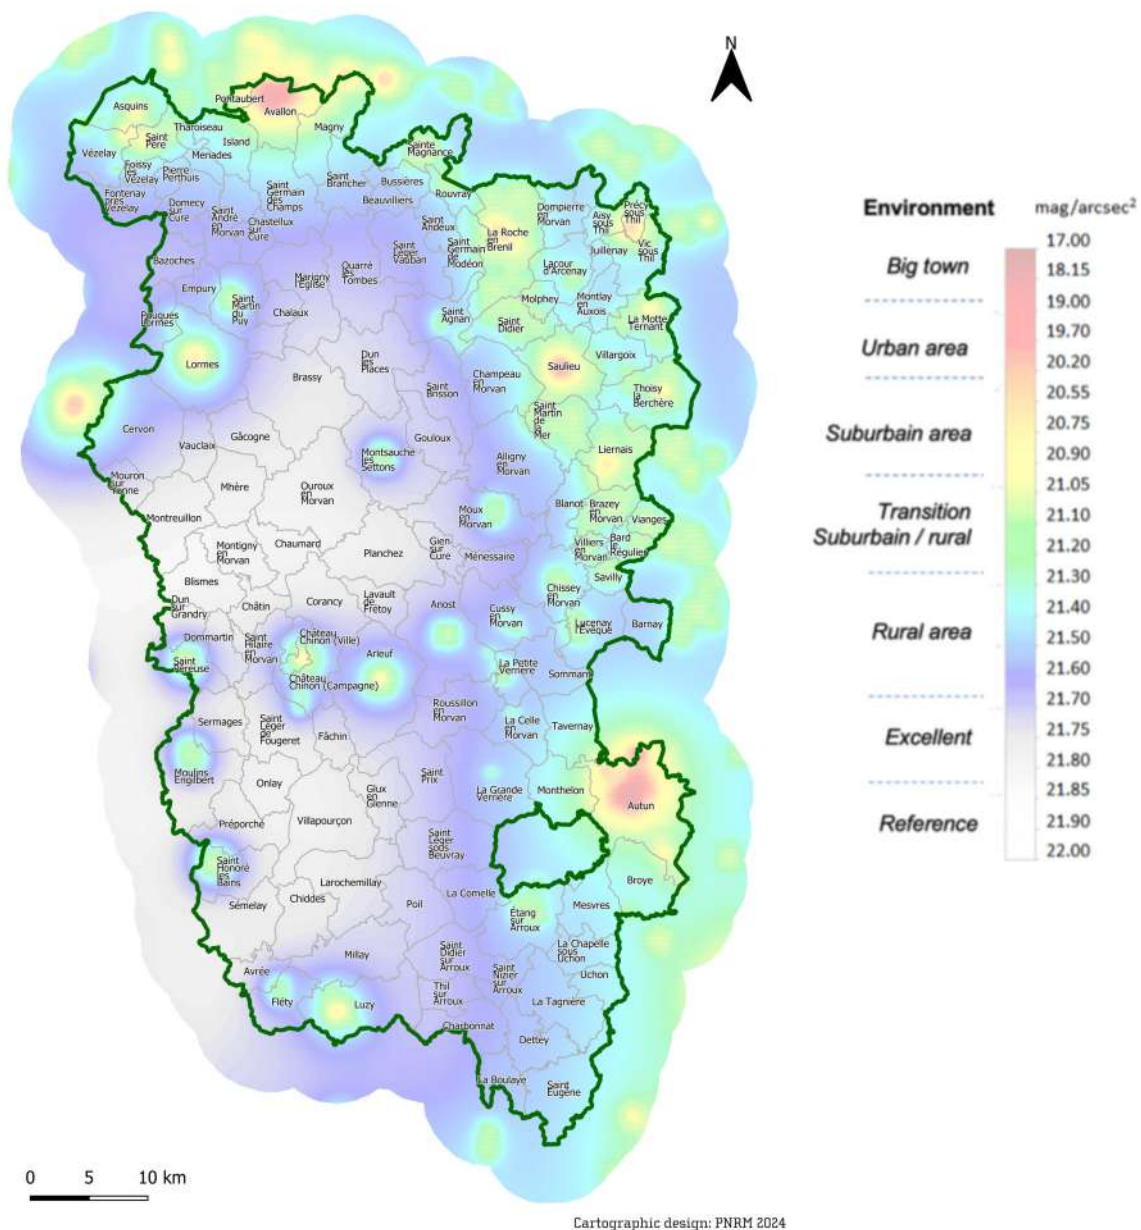 N
Pontaubert
Avallon
Asquins
Saint
Père
Tharoiseau
Island
Magny
Vézelay
Menades
Sainte
Magnance
Foissy
les
Vézelay
Pierre
Perthuis
Saint
Brancher
Bussières
Fontenay
près
Vézelay
Domecy
sur
Cure
Saint
André
en
Morvan
Chastellux
sur
Cure
Saint
Germain
des
Champs
Beauvilliers
Rouvray
Saint
Andeux
La Roche
en
Brenil
Dompierre
en
Morvan
Aisy
sous
Thil
Précy
sous
Thil
Vic
sous
Thil
Juillenay
Bazoches
Saint
Léger
Vauban
Saint
Germain
de
Modéon
Lacour
d'Arcenay
Marigny
l'Église
Quarré
les
Tombes
Empury
Saint
Martin
du
Puy
Chalaux
Molphey
Montlay
en
Auxois
Pouques
Lormes
Saint
Agnan
Saint
Didier
La Motte
Ternant
Lormes
Dun
les
Places
Saulieu
Villargoix
Brassy
Champeau
en
Morvan
Saint
Brisson
Thoisy
la
Berchère
Saint
Martin
de
la
Mer
Cervon
Vauclaix
Gâcogne
Gouloux
Montsauche
les
Settons
Alligny
en
Morvan
Liernais
Mouron
sur
Yonne
Mhère
Ouroux
en
Morvan
Montreuillon
Moux
en
Morvan
Blanot
Brazey
en
Morvan
Vianges
Montigny
en
Morvan
Chaumard
Planchez
Gien
sur
Cure
Ménessaire
Villiers
en
Morvan
Bard
le
Régulier
Savilly
Blismes
Châtin
Corancy
Lavault
de
Frétoy
Anost
Chissey
en
Morvan
Dun
sur
Grandry
Cussy
en
Morvan
Lucenay
l'Évêque
Barnay
Dommartin
Saint
Hilaire
en
Morvan
Château
Chinon (Ville)
Arleuf
Saint
Péreuse
Château
Chinon (Campagne)
La Petite
Verrière
Sommant
Sermages
Saint
Léger
de
Fougeret
Fâchin
Roussillon
en
Morvan
La Celle
en
Morvan
Tavernay
Moulins
Engilbert
Onlay
Glux
en
Glenne
Saint
Prix
La Grande
Verrière
Monthelon
Autun
Préporché
Villapourçon
Saint
Léger
sous
Beuvray
Saint
Honoré
les
Bains
Larochemillay
Broye
Sémelay
Chiddes
Poil
La Comelle
Étang
sur
Arroux
Mesvres
Millay
Saint
Didier
sur
Arroux
La Chapelle
sous
Uchon
Avrée
Saint
Nizier
sur
Arroux
Uchon
Fléty
Luzy
Thil
sur
Arroux
La Tagnière
Charbonnat
Dettey
La Boulaye
Saint
Eugène
Environment
mag/arcsec²
17.00
Big town
18.15
19.00
19.70
Urban area
20.20
20.55
Suburbain area
20.75
20.90
21.05
Transition
Suburbain / rural
21.10
21.20
21.30
21.40
Rural area
21.50
21.60
21.70
Excellent
21.75
21.80
21.85
Reference
21.90
22.00
0 5 10 km
Cartographic design: PNRM 2024